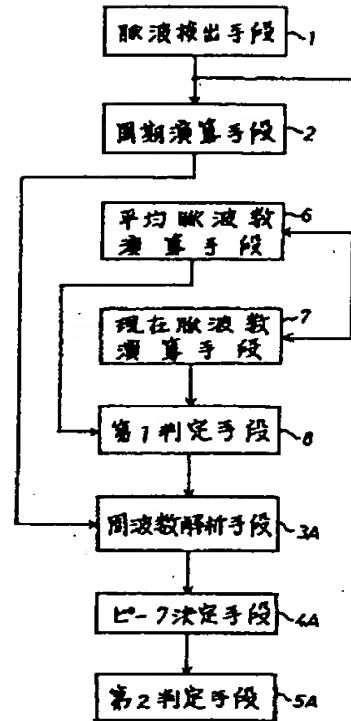 脈波検出手段
1
周期演算手段
2
平均脈波数
演算手段
6
現在脈波数
演算手段
7
第1判定手段
8
周波数解析手段
3A
ピーク決定手段
4A
第2判定手段
5A